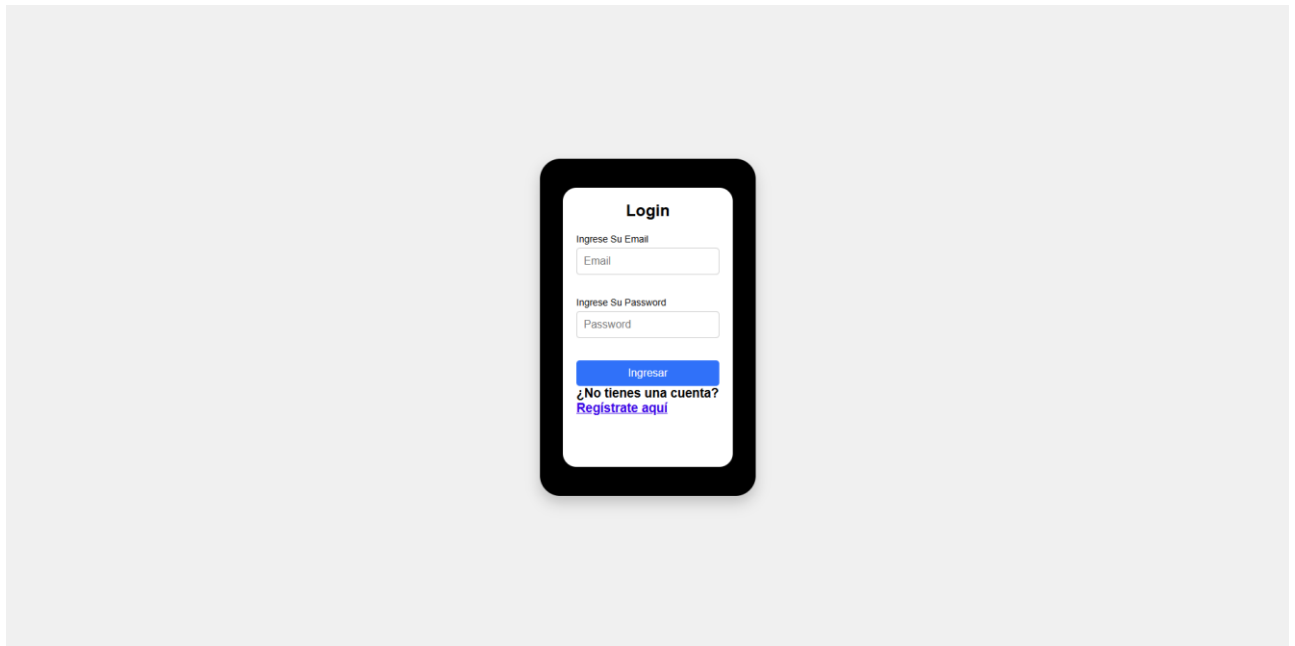 Login
Ingrese Su Email
Email
Ingrese Su Password
Password
Ingresar
¿No tienes una cuenta?
Regístrate aquí